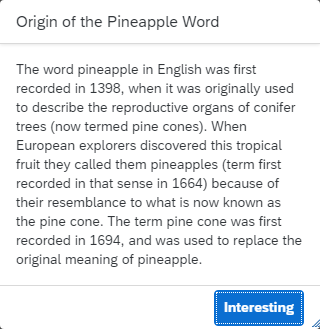 Origin of the Pineapple Word
The word pineapple in English was first
recorded in 1398, when it was originally used
to describe the reproductive organs of conifer
trees (now termed pine cones). When
European explorers discovered this tropical
fruit they called them pineapples (term first
recorded in that sense in 1664) because of
their resemblance to what is now known as
the pine cone. The term pine cone was first
recorded in 1694, and was used to replace the
original meaning of pineapple.
Interesting